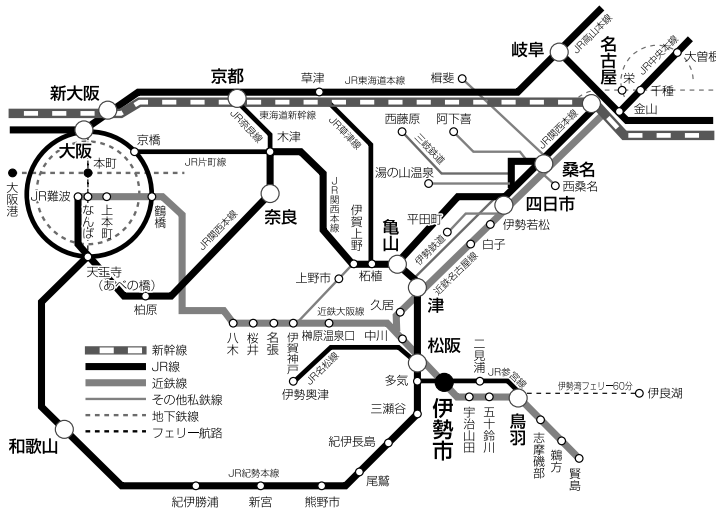 岐阜
JR高山本線
名古屋
JR中央本線
大曽根
栄
千種
金山
京都
草津
JR東海道本線
揖斐
新大阪
東海道新幹線
JR奈良線
JR草津線
西藤原
阿下喜
JR関西本線
京橋
木津
大阪
本町
JR片町線
三岐鉄道
湯の山温泉
桑名
西桑名
大阪港
JR難波
なんば
上本町
鶴橋
奈良
JR関西本線
JR関西本線
伊賀上野
亀山
平田町
四日市
伊勢若松
伊勢鉄道
白子
近鉄名古屋線
天王寺
(あべの橋)
柏原
上野市
柘植
津
久居
近鉄大阪線
八木
桜井
名張
伊賀神戸
榊原温泉口
中川
松阪
二見浦
新幹線
JR線
近鉄線
その他私鉄線
地下鉄線
フェリー航路
JR名松線
伊勢奥津
多気
JR参宮線
伊勢湾フェリー60分
伊良湖
三瀬谷
伊勢市
宇治山田
五十鈴川
鳥羽
和歌山
紀伊長島
志摩磯部
鵜方
賢島
JR紀勢本線
尾鷲
紀伊勝浦
新宮
熊野市